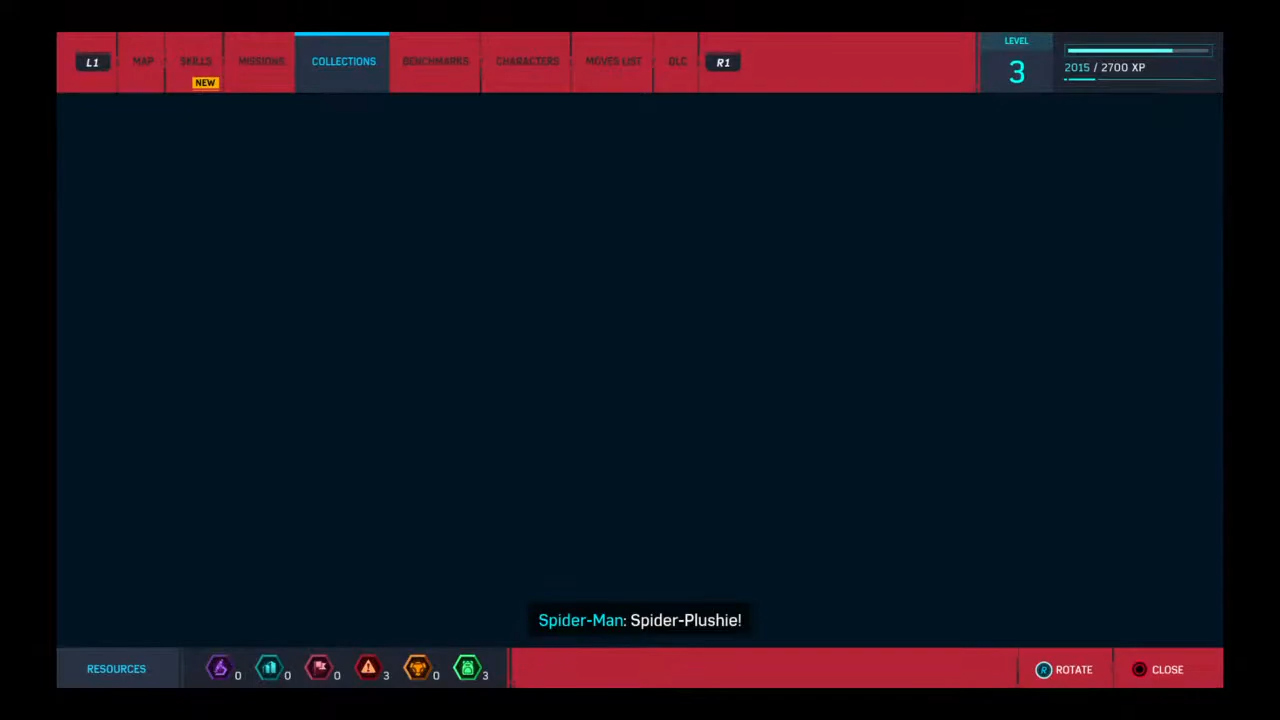 L1 MAP SKILLS MISSIONS COLLECTIONS BENCHMARKS CHARACTERS MOVES LIST DLC R1
NEW
LEVEL
3
2015 / 2700 XP
Spider-Man: Spider-Plushie!
RESOURCES 0 0 0 3 0 3
R ROTATE CLOSE